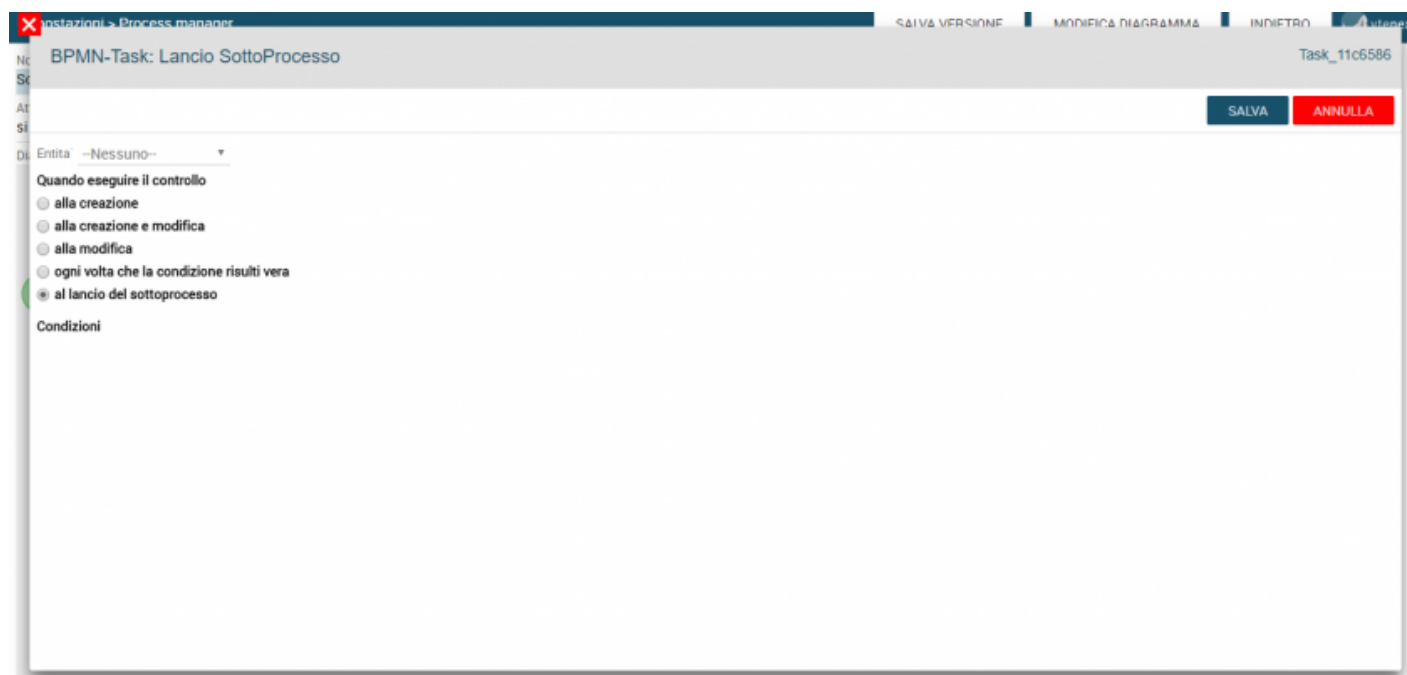 Impostazioni > Process manager
SALVA VERSIONE
MODIFICA DIAGRAMMA
INDIETRO
BPMN-Task: Lancio SottoProcesso
Task_11c6586
SALVA
ANNULLA
Entita' --Nessuno--
Quando eseguire il controllo
alla creazione
alla creazione e modifica
alla modifica
ogni volta che la condizione risulti vera
al lancio del sottoprocesso
Condizioni